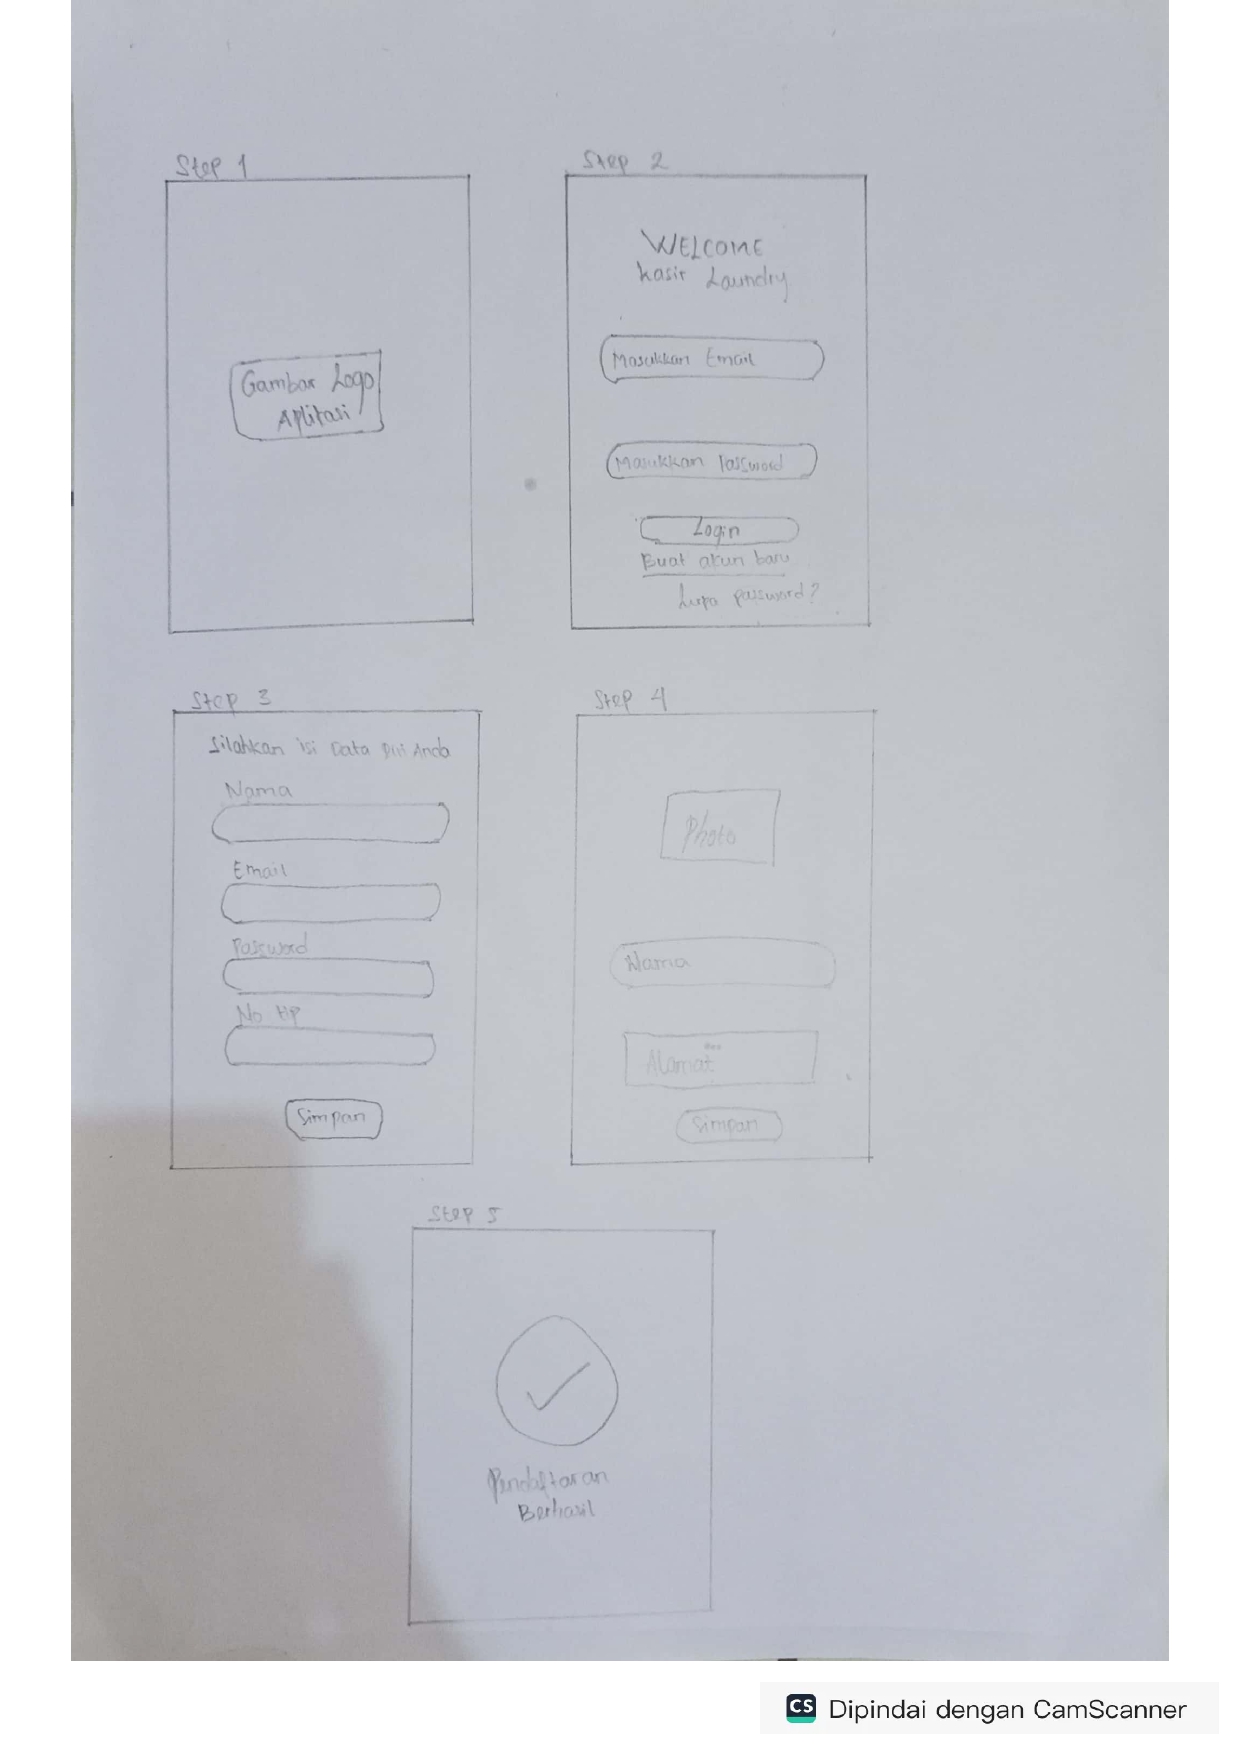 Step 1
Gambar Logo
Aplikasi
Step 2
WELCOME
Kasir Laundry
Masukkan Email
Masukkan Password
Login
Buat akun baru
Lupa password?
Step 3
Silahkan isi Data Diri Anda
Nama
Email
Password
No HP
Simpan
Step 4
Photo
Nama
Alamat
Simpan
Step 5
Pendaftaran
Berhasil
CS Dipindai dengan CamScanner